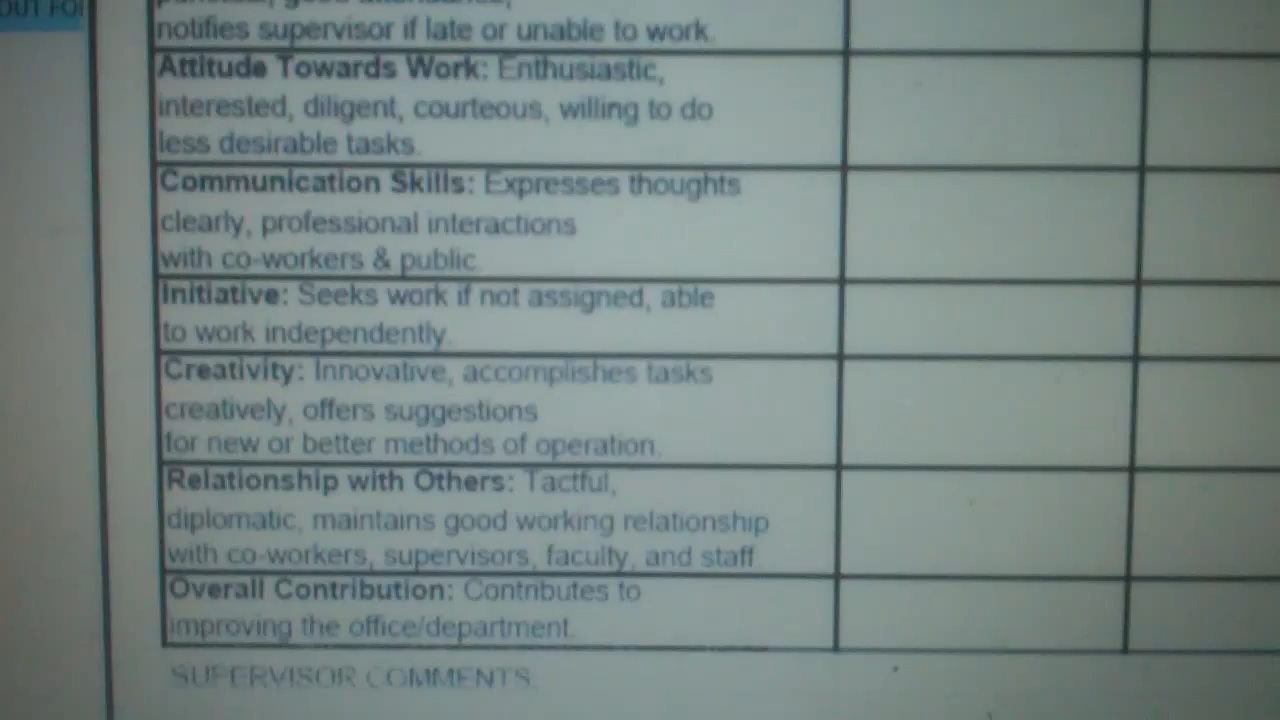 OUT FO
notifies supervisor if late or unable to work.
Attitude Towards Work: Enthusiastic,
interested, diligent, courteous, willing to do
less desirable tasks.
Communication Skills: Expresses thoughts
clearly, professional interactions
with co-workers & public.
Initiative: Seeks work if not assigned, able
to work independently.
Creativity: Innovative, accomplishes tasks
creatively, offers suggestions
for new or better methods of operation.
Relationship with Others: Tactful,
diplomatic, maintains good working relationship
with co-workers, supervisors, faculty, and staff.
Overall Contribution: Contributes to
improving the office/department.
SUPERVISOR COMMENTS: